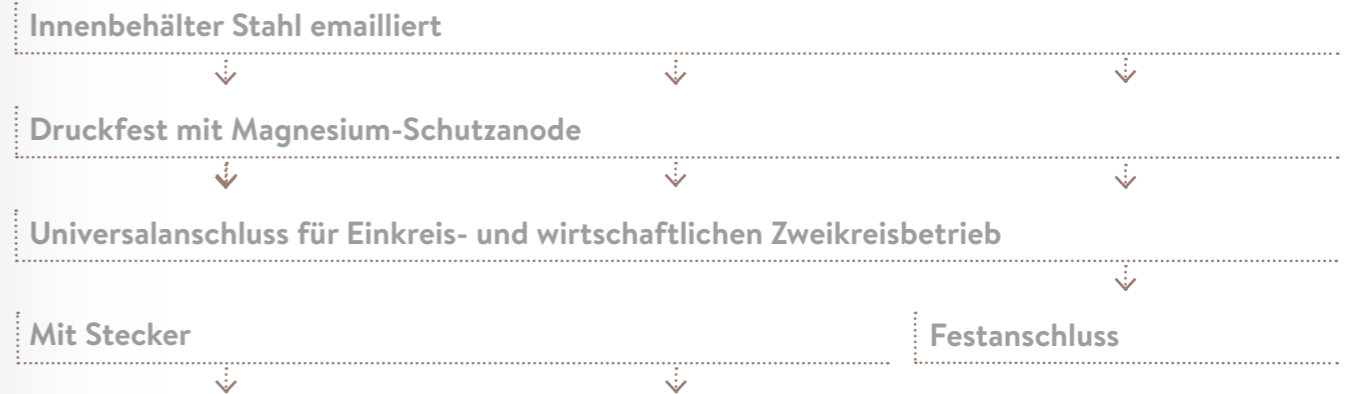 Innenbehälter Stahl emailliert
Druckfest mit Magnesium-Schutzanode
Universalanschluss für Einkreis- und wirtschaftlichen Zweikreisbetrieb
Mit Stecker
Festanschluss